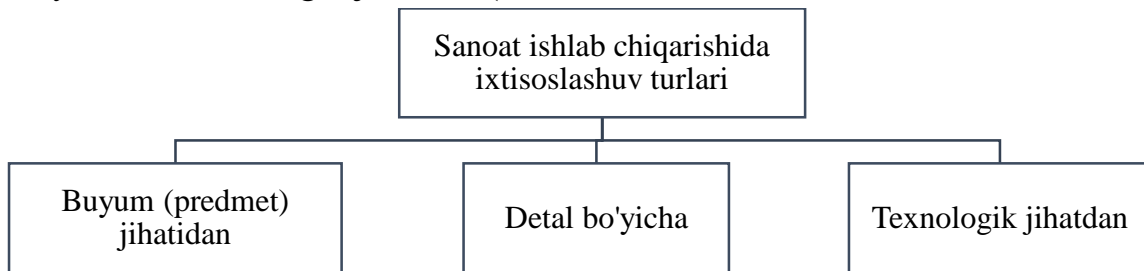 Sanoat ishlab chiqarishida
ixtisoslashuv turlari
Buyum (predmet)
jihatidan
Detal bo'yicha
Texnologik jihatdan